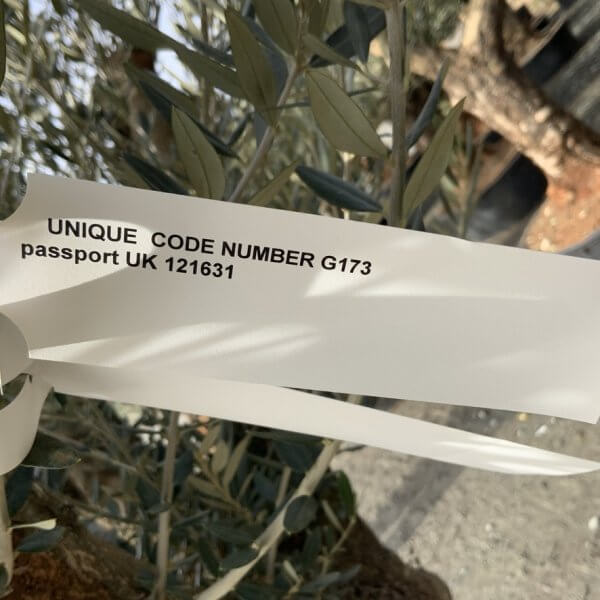 UNIQUE CODE NUMBER G173
passport UK 121631